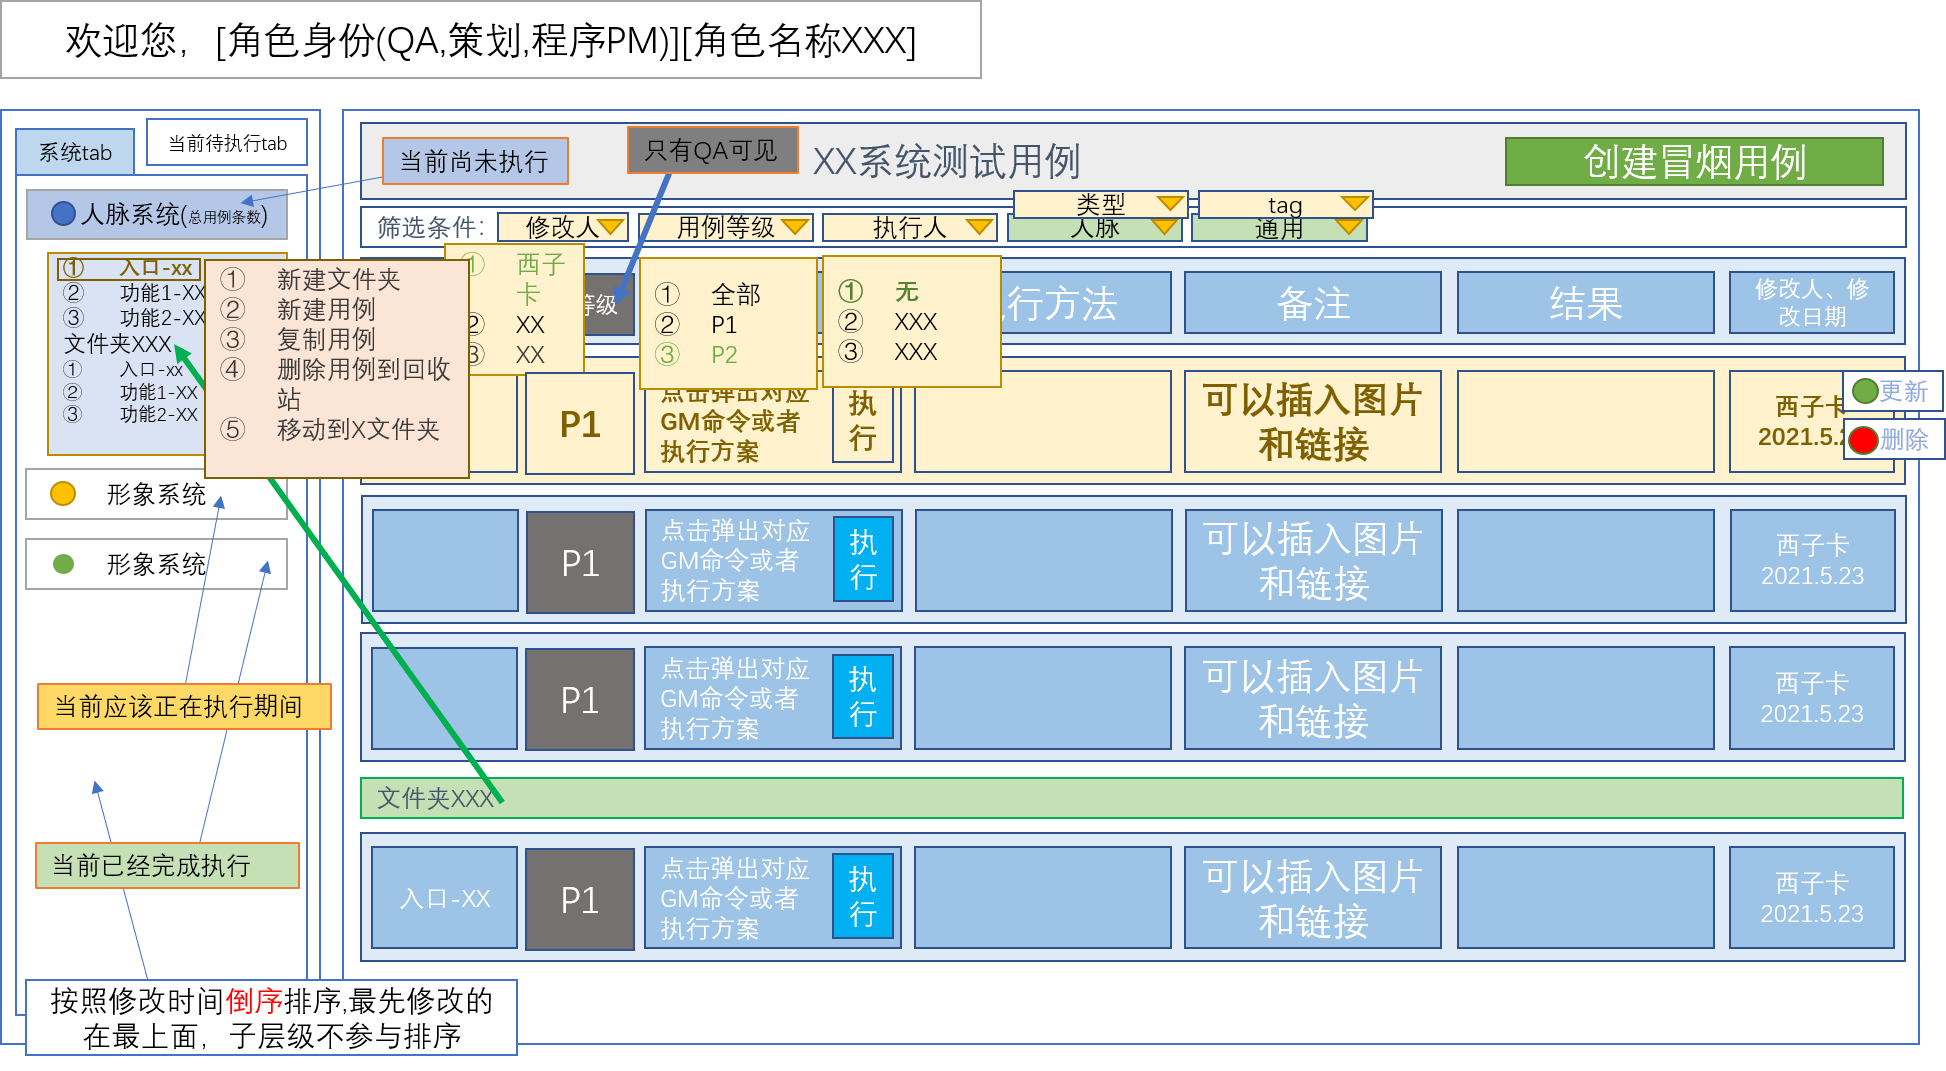 欢迎您，[角色身份(QA,策划,程序PM)][角色名称XXX]
系统tab
当前待执行tab
当前尚未执行
只有QA可见
XX系统测试用例
创建冒烟用例
人脉系统(总用例条数)
筛选条件：
修改人
用例等级
执行人
类型
人脉
tag
通用
① 入口-xx
② 功能1-XX
③ 功能2-XX
文件夹XXX
① 入口-xx
② 功能1-XX
③ 功能2-XX
① 新建文件夹
② 新建用例
③ 复制用例
④ 删除用例到回收
站
⑤ 移动到X文件夹
① 西子
卡
② XX
③ XX
等级
① 全部
② P1
③ P2
① 无
② XXX
③ XXX
行方法
备注
结果
修改人、修
改日期
P1
点击弹出对应
GM命令或者
执行方案
执
行
可以插入图片
和链接
西子卡
2021.5.2
更新
删除
形象系统
形象系统
P1
点击弹出对应
GM命令或者
执行方案
执
行
可以插入图片
和链接
西子卡
2021.5.23
P1
点击弹出对应
GM命令或者
执行方案
执
行
可以插入图片
和链接
西子卡
2021.5.23
当前应该正在执行期间
文件夹XXX
当前已经完成执行
入口-XX
P1
点击弹出对应
GM命令或者
执行方案
执
行
可以插入图片
和链接
西子卡
2021.5.23
按照修改时间倒序排序,最先修改的
在最上面，子层级不参与排序